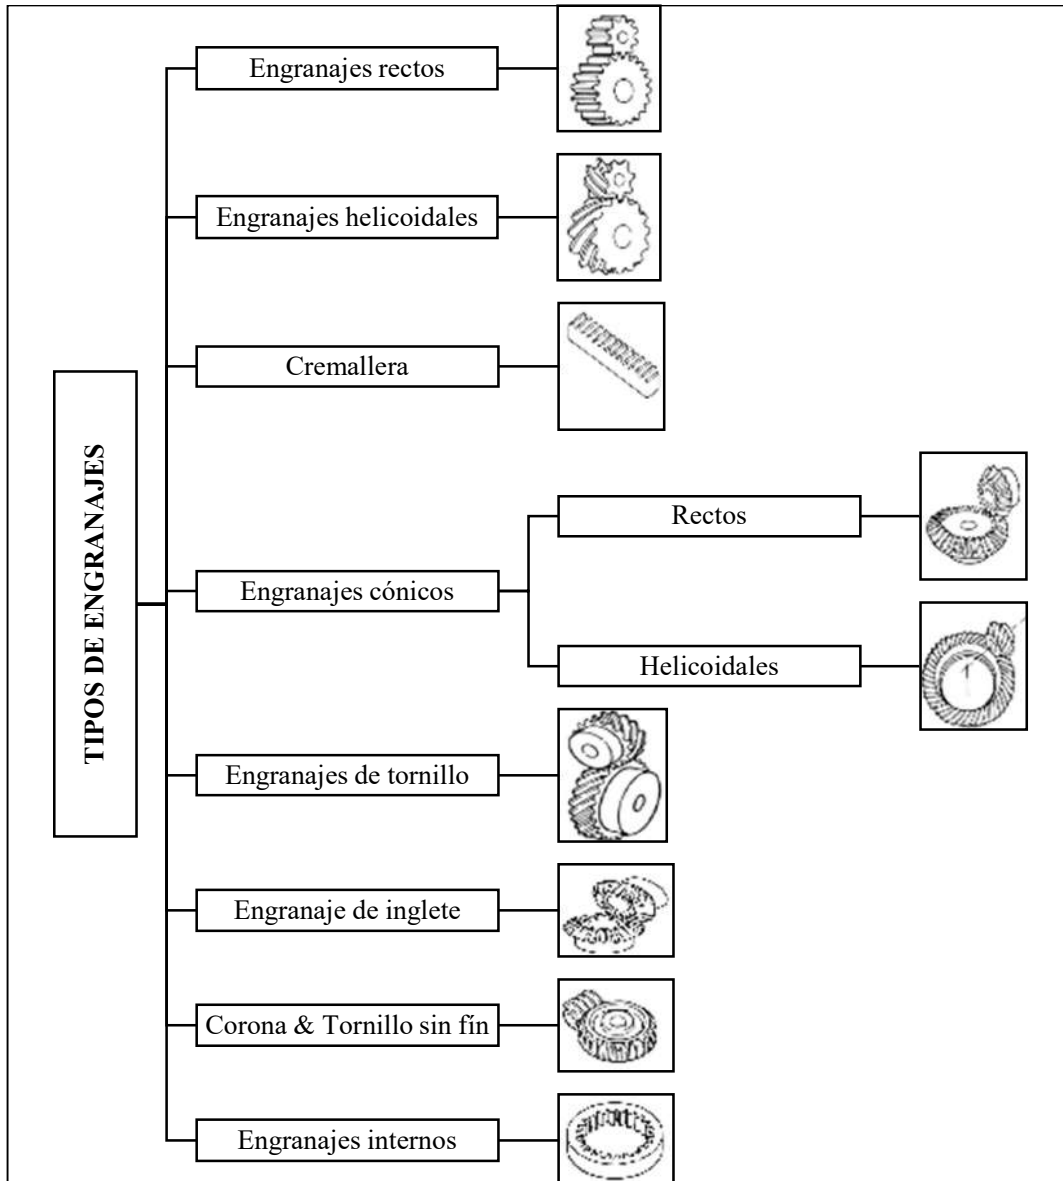 TIPOS DE ENGRANAJES
Engranajes rectos
Engranajes helicoidales
Cremallera
Engranajes cónicos
Rectos
Helicoidales
Engranajes de tornillo
Engranaje de inglete
Corona & Tornillo sin fín
Engranajes internos